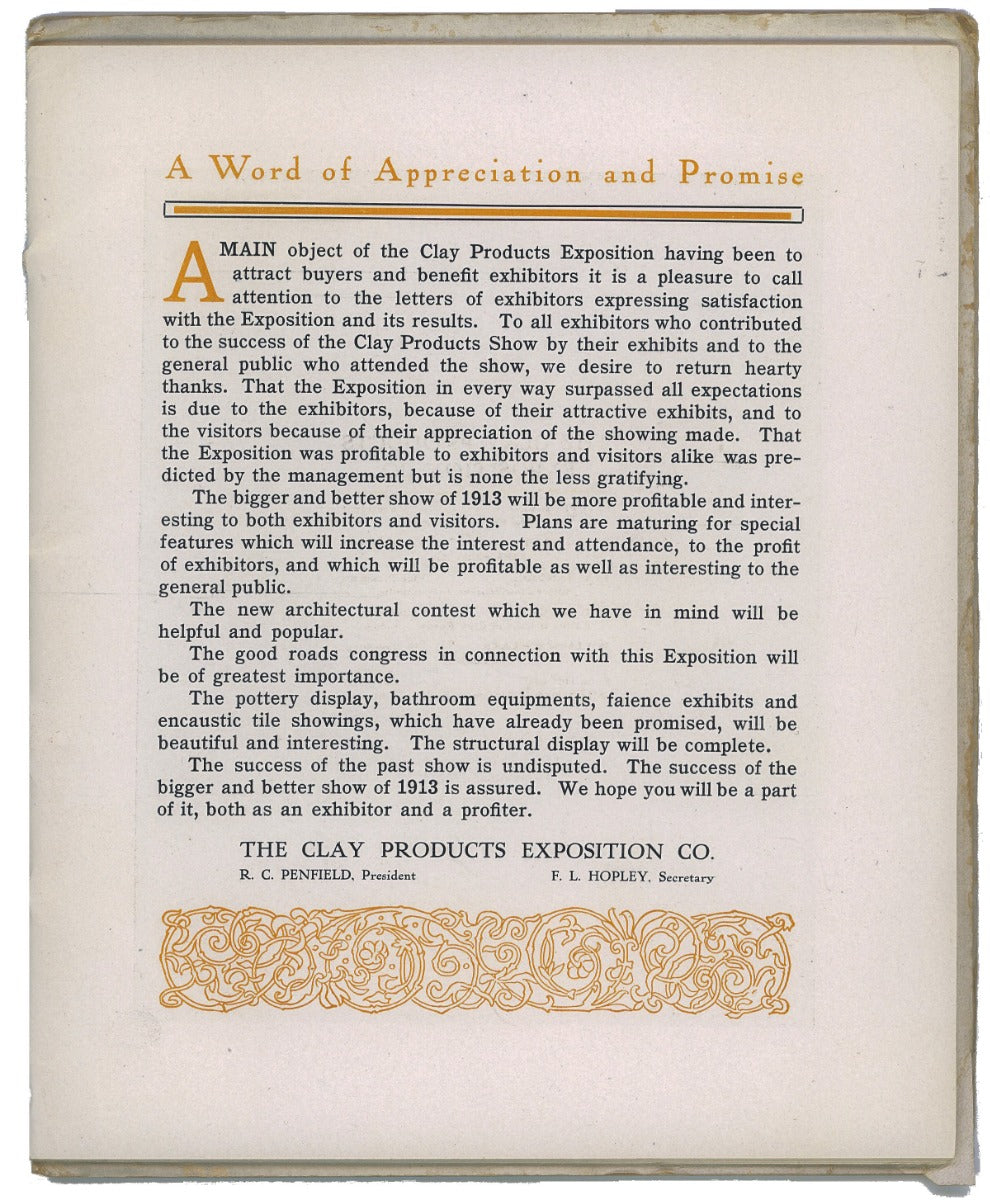 A Word of Appreciation and Promise
A MAIN object of the Clay Products Exposition having been to
attract buyers and benefit exhibitors it is a pleasure to call
attention to the letters of exhibitors expressing satisfaction
with the Exposition and its results. To all exhibitors who contributed
to the success of the Clay Products Show by their exhibits and to the
general public who attended the show, we desire to return hearty
thanks. That the Exposition in every way surpassed all expectations
is due to the exhibitors, because of their attractive exhibits, and to
the visitors because of their appreciation of the showing made. That
the Exposition was profitable to exhibitors and visitors alike was pre-
dicted by the management but is none the less gratifying.
The bigger and better show of 1913 will be more profitable and inter-
esting to both exhibitors and visitors. Plans are maturing for special
features which will increase the interest and attendance, to the profit
of exhibitors, and which will be profitable as well as interesting to the
general public.
The new architectural contest which we have in mind will be
helpful and popular.
The good roads congress in connection with this Exposition will
be of greatest importance.
The pottery display, bathroom equipments, faience exhibits and
encaustic tile showings, which have already been promised, will be
beautiful and interesting. The structural display will be complete.
The success of the past show is undisputed. The success of the
bigger and better show of 1913 is assured. We hope you will be a part
of it, both as an exhibitor and a profiter.
THE CLAY PRODUCTS EXPOSITION CO.
R. C. PENFIELD, President F. L. HOPLEY, Secretary